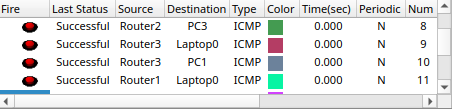 Fire Last Status Source Destination Type Color Time(sec) Periodic Num
Successful Router2 PC3 ICMP 0.000 N 8
Successful Router3 Laptop0 ICMP 0.000 N 9
Successful Router3 PC1 ICMP 0.000 N 10
Successful Router1 Laptop0 ICMP 0.000 N 11